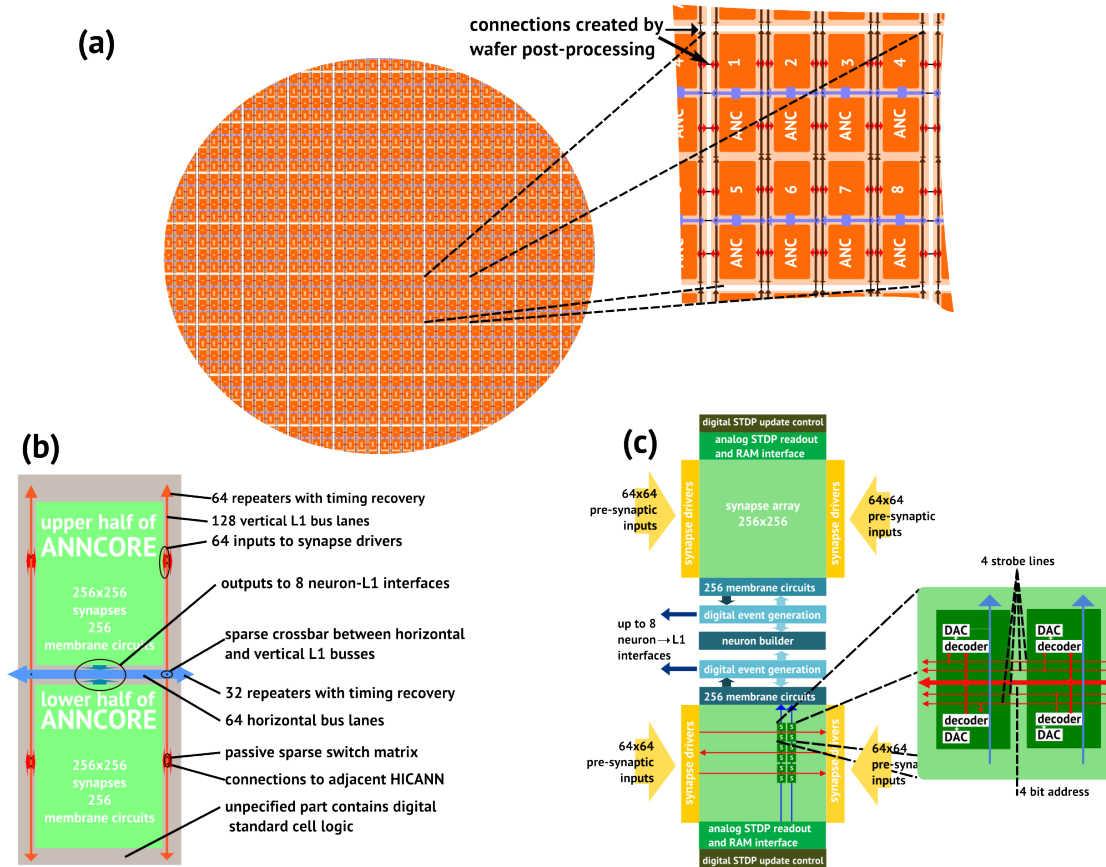 (a)
connections created by
wafer post-processing
1
2
3
4
ANC
ANC
ANC
ANC
ANC
5
6
7
8
ANC
ANC
ANC
ANC
ANC
(b)
upper half of
ANNCORE
256x256
synapses
256
membrane circuits
lower half of
ANNCORE
256x256
synapses
256
membrane circuits
64 repeaters with timing recovery
128 vertical L1 bus lanes
64 inputs to synapse drivers
outputs to 8 neuron-L1 interfaces
sparse crossbar between horizontal
and vertical L1 busses
32 repeaters with timing recovery
64 horizontal bus lanes
passive sparse switch matrix
connections to adjacent HICANN
unpecified part contains digital
standard cell logic
(c)
digital STDP update control
analog STDP readout
and RAM interface
64x64
pre-synaptic
inputs
synapse drivers
synapse array
256x256
synapse drivers
64x64
pre-synaptic
inputs
256 membrane circuits
digital event generation
up to 8
neuron→L1
interfaces
neuron builder
digital event generation
256 membrane circuits
64x64
pre-synaptic
inputs
synapse drivers
S S
S S
S S
S S
S S
S S
synapse drivers
64x64
pre-syna
inputs
analog STDP readout
and RAM interface
digital STDP update control
4 strobe lines
DAC
decoder
DAC
decoder
decoder
DAC
decoder
DAC
4 bit address